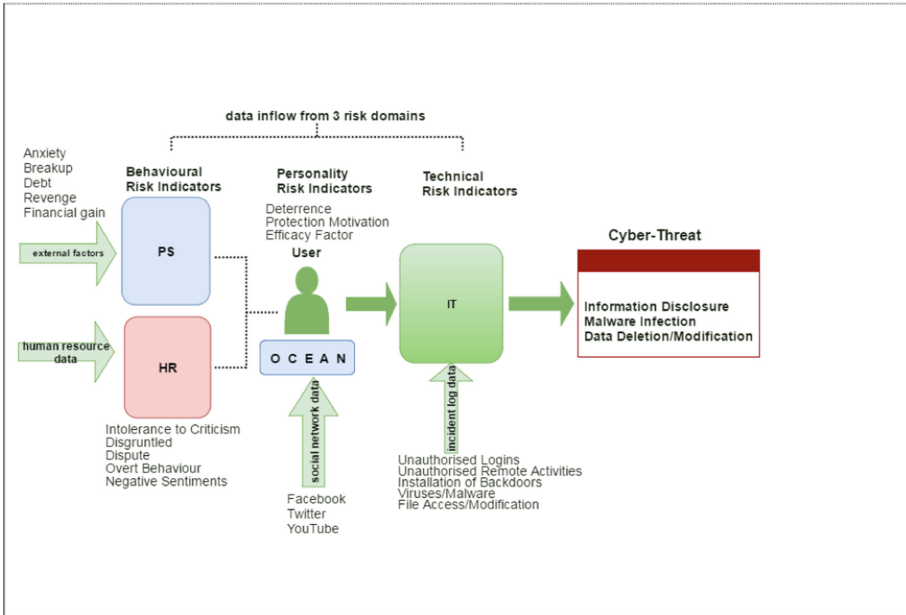 data inflow from 3 risk domains
Anxiety
Breakup
Debt
Revenge
Financial gain
external factors
human resource
data
Behavioural
Risk Indicators
PS
HR
Intolerance to Criticism
Disgruntled
Dispute
Overt Behaviour
Negative Sentiments
Personality
Risk Indicators
Deterrence
Protection Motivation
Efficacy Factor
User
O C E A N
social network data
Facebook
Twitter
YouTube
Technical
Risk Indicators
IT
incident log data
Unauthorised Logins
Unauthorised Remote Activities
Installation of Backdoors
Viruses/Malware
File Access/Modification
Cyber-Threat
Information Disclosure
Malware Infection
Data Deletion/Modification